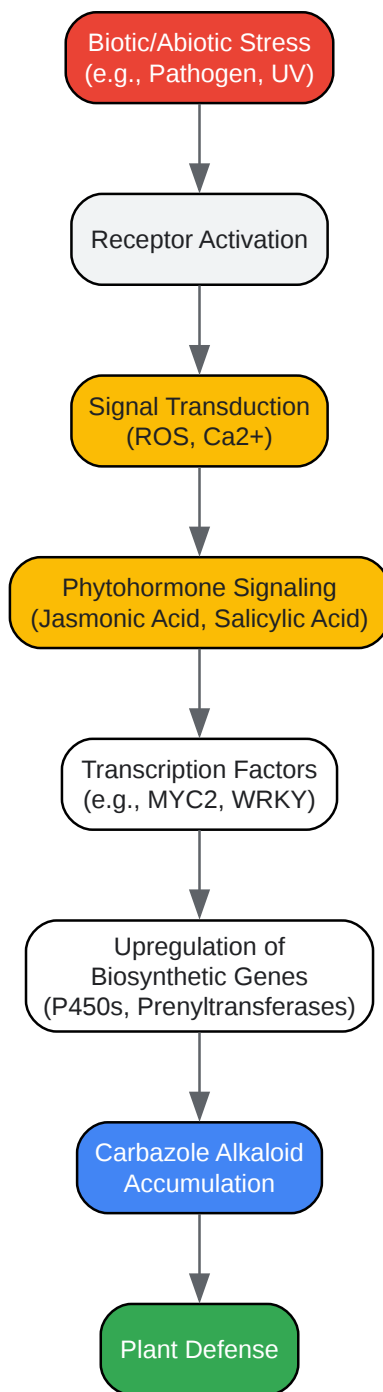 Biotic/Abiotic Stress
(e.g., Pathogen, UV)
Receptor Activation
Signal Transduction
(ROS, Ca2+)
Phytohormone Signaling
(Jasmonic Acid, Salicylic Acid)
Transcription Factors
(e.g., MYC2, WRKY)
Upregulation of
Biosynthetic Genes
(P450s, Prenyltransferases)
Carbazole Alkaloid
Accumulation
Plant Defense